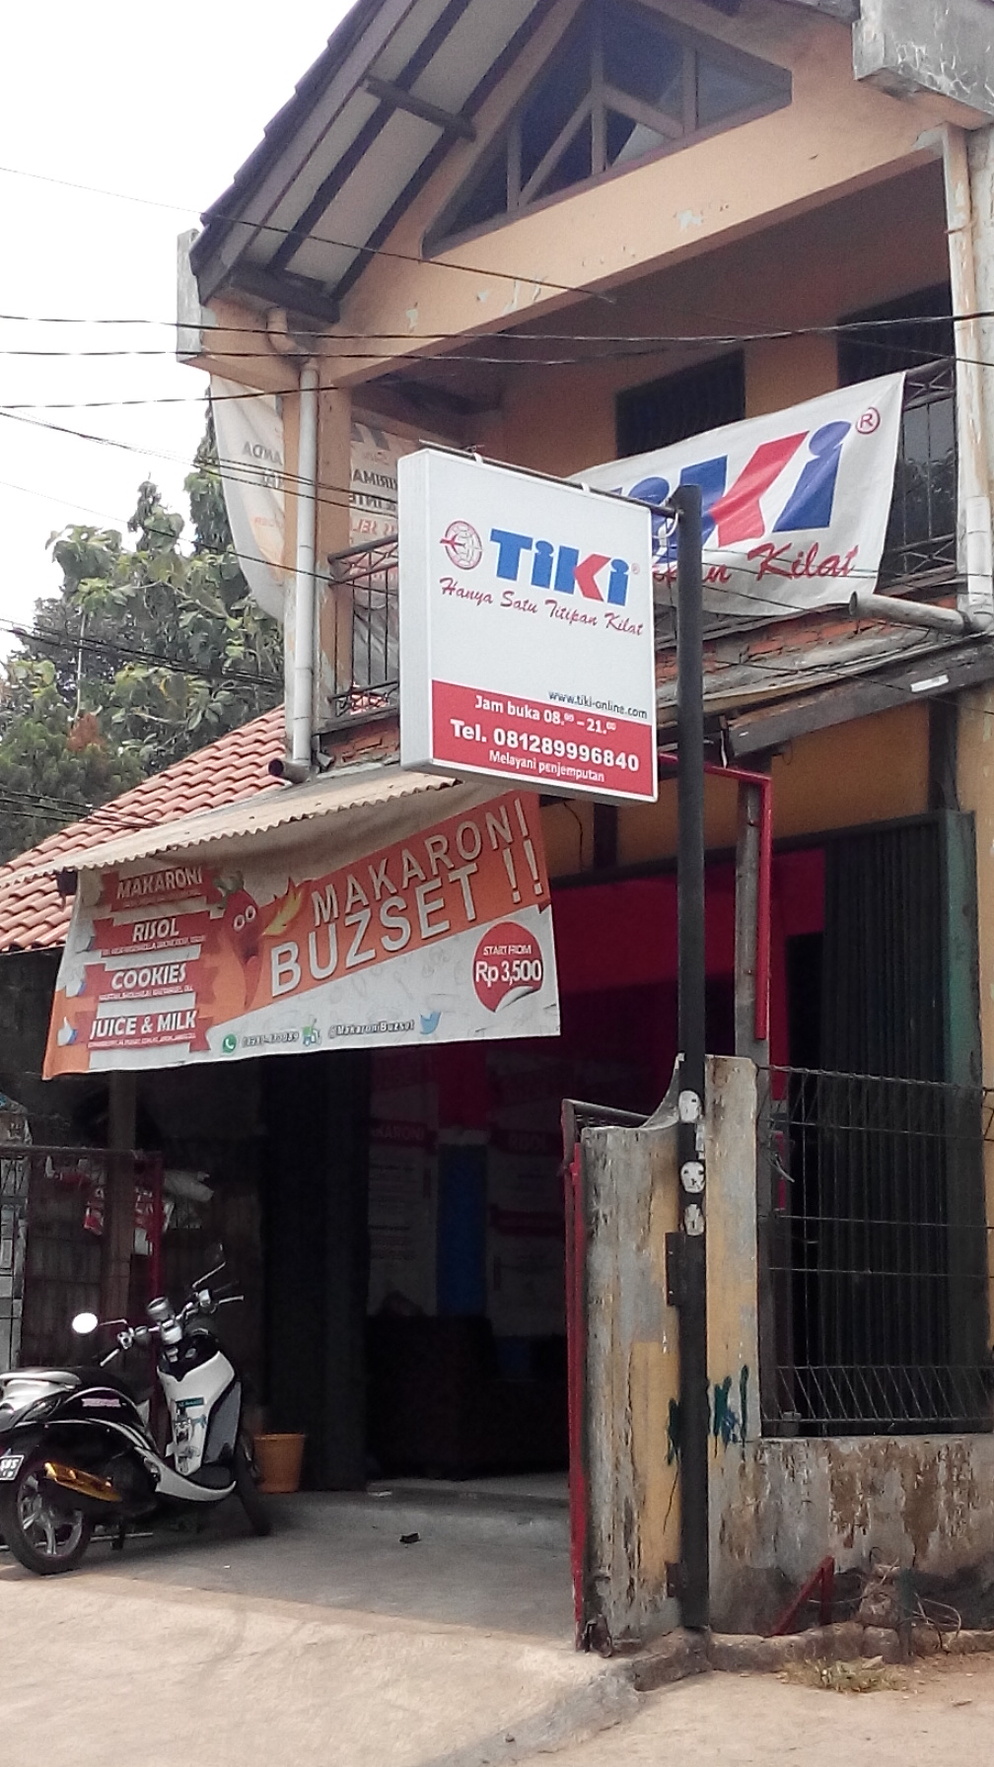 TiKi®
Hanya Satu Titipan Kilat
www.tiki-online.com
Jam buka 08.⁰⁰ – 21.⁰⁰
Tel. 081289996840
Melayani penjemputan
Kilat
MAKARONI
BUZSET !!
START FROM
Rp 3,500
MAKARONI
RISOL
COOKIES
JUICE & MILK
@MakaroniBuzset